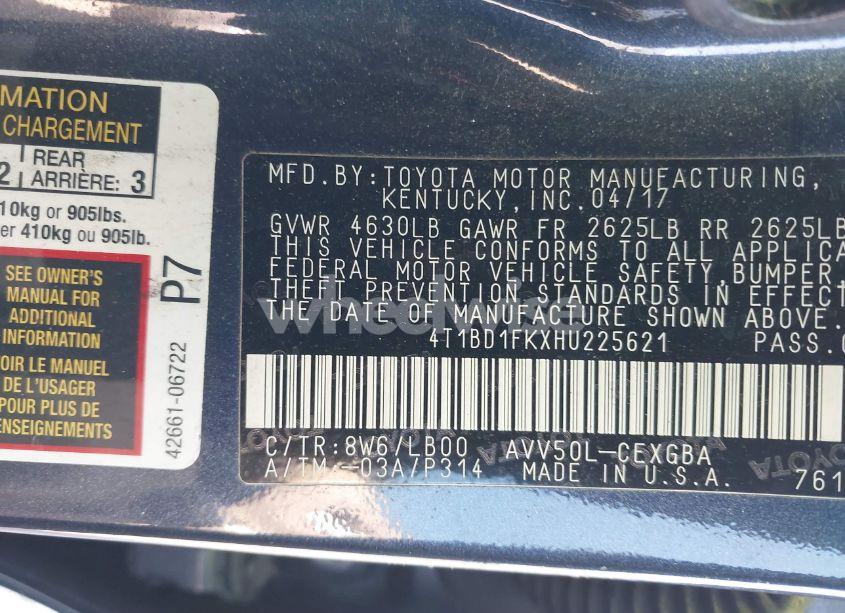 MATION
CHARGEMENT
2 REAR
ARRIÈRE: 3
10kg or 905lbs.
er 410kg ou 905lb.
SEE OWNER'S
MANUAL FOR
ADDITIONAL
INFORMATION
VOIR LE MANUEL
DE L'USAGER
POUR PLUS DE
ENSEIGNEMENTS
P7
42661-06722
MFD.BY:TOYOTA MOTOR MANUFACTURING,
KENTUCKY,INC.04/17
GVWR 4630LB GAWR FR 2625LB RR 2625LB
THIS VEHICLE CONFORMS TO ALL APPLICA
FEDERAL MOTOR VEHICLE SAFETY,BUMPER,
THEFT PREVENTION STANDARDS IN EFFECT
THE DATE OF MANUFACTURE SHOWN ABOVE.
4T1BD1FKXHU225621 PASS.
C/TR:8W6/LB00 AVV50L-CEXGBA
A/TM-03A/P314 MADE IN U.S.A. 761
wheelwise